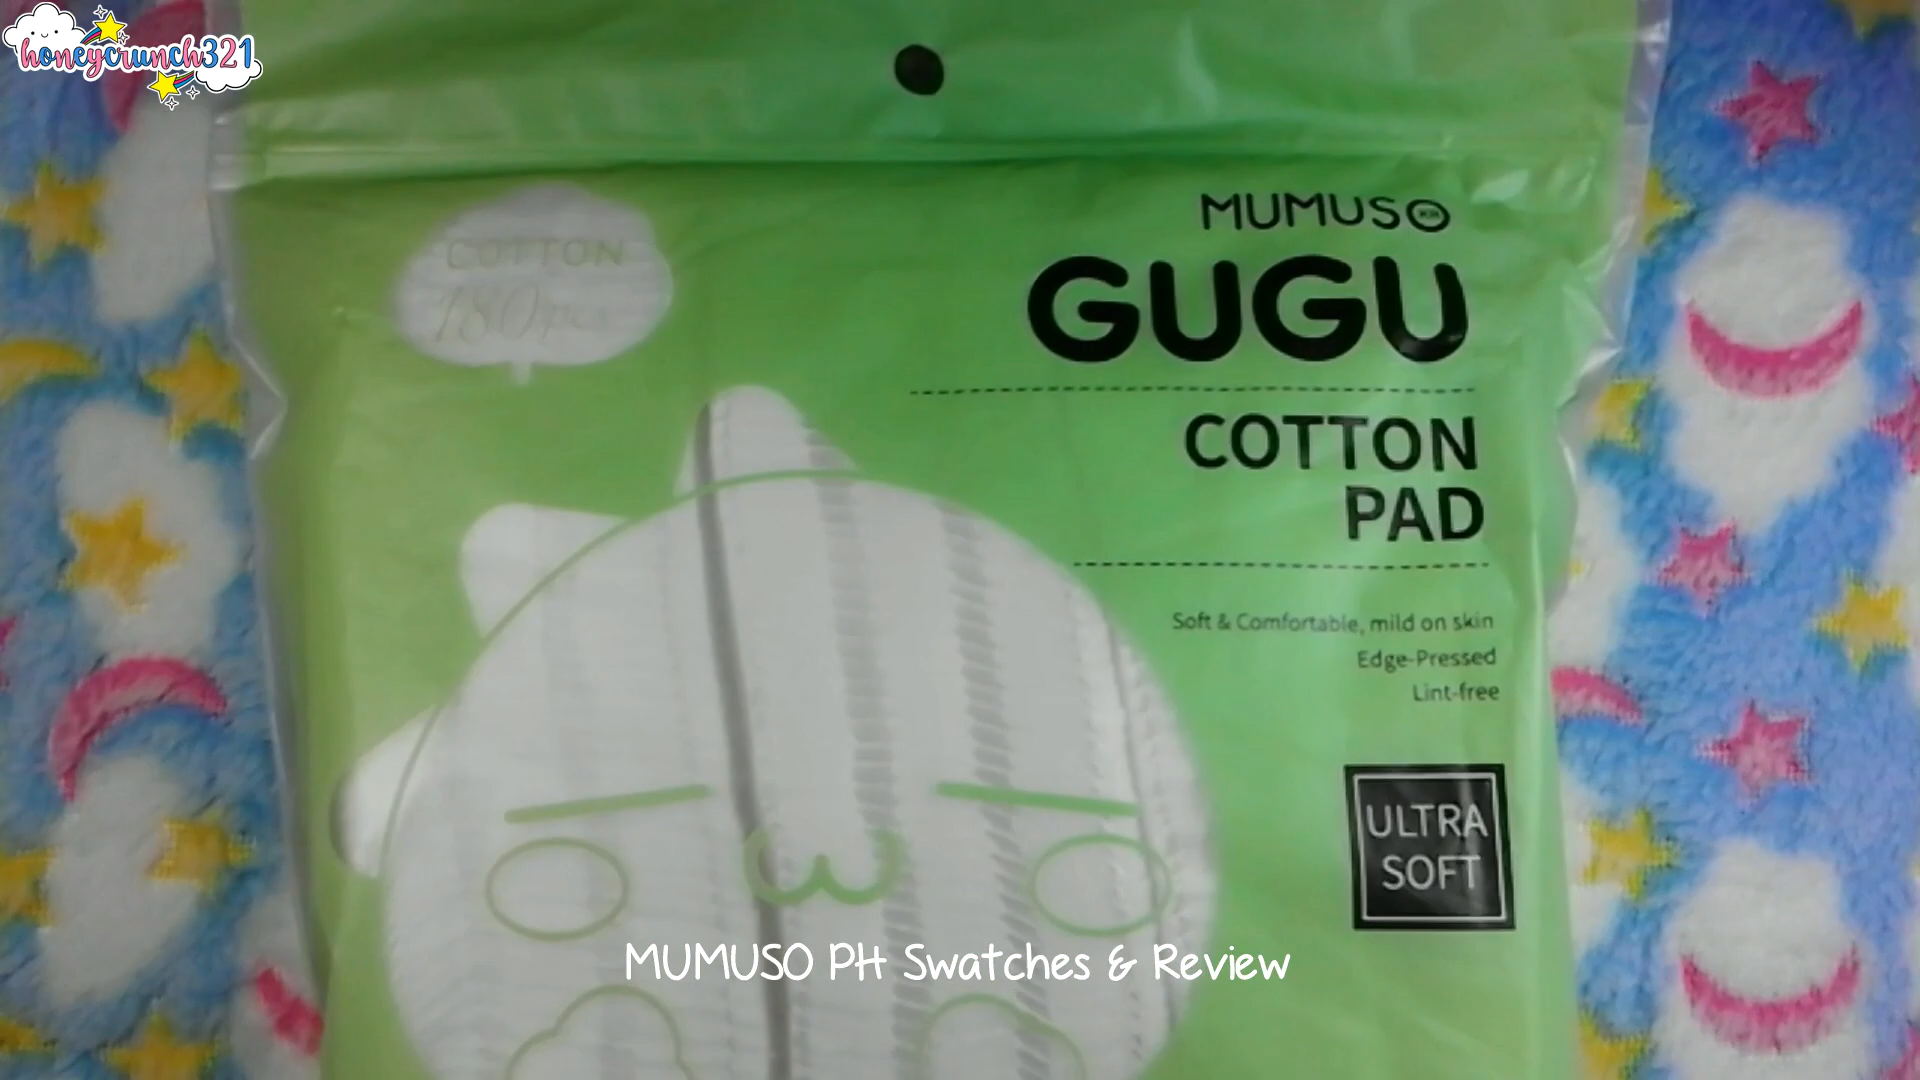 honeycrunch321
COTTON
180pcs
MUMUSO
GUGU
COTTON
PAD
Soft & Comfortable, mild on skin
Edge-Pressed
Lint-free
ULTRA
SOFT
MUMUSO PH Swatches & Review